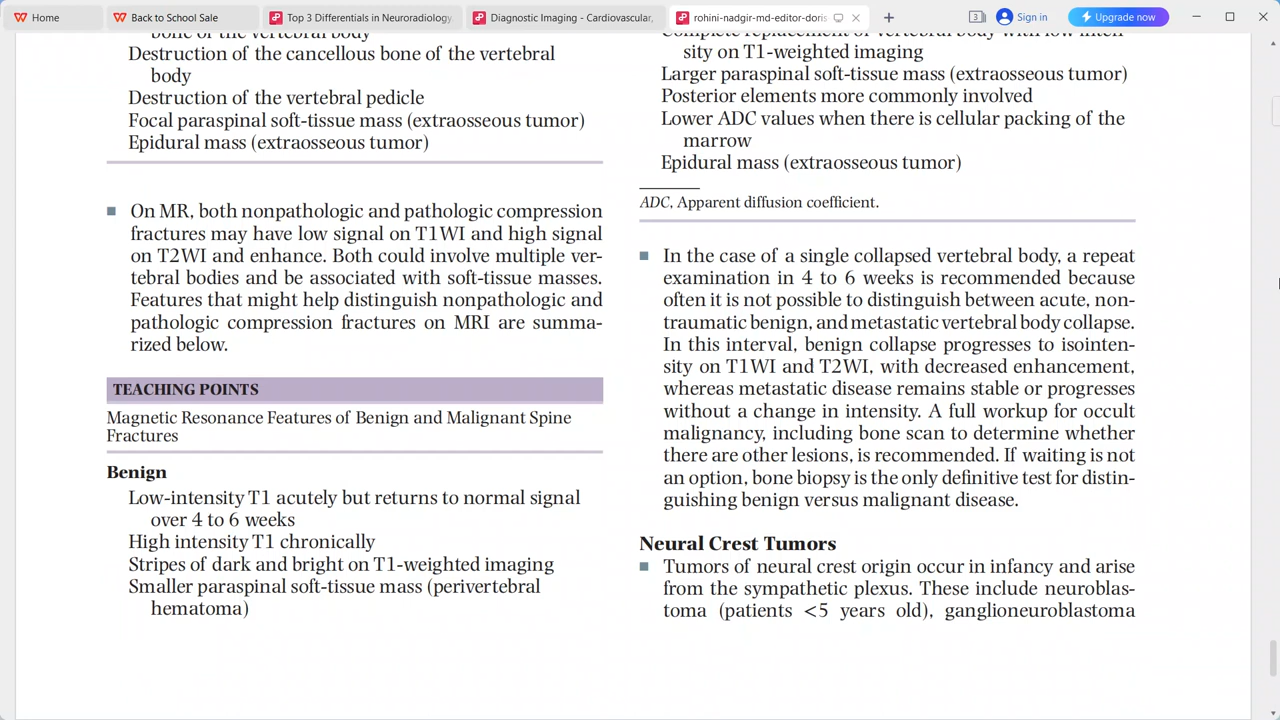 Home
Back to School Sale
Top 3 Differentials in Neuroradiology
Diagnostic Imaging - Cardiovascular,
rohini-nadgir-md-editor-doris
3
Sign in
Upgrade now
bone of the vertebral body
Destruction of the cancellous bone of the vertebral
body
Destruction of the vertebral pedicle
Focal paraspinal soft-tissue mass (extraosseous tumor)
Epidural mass (extraosseous tumor)
On MR, both nonpathologic and pathologic compression
fractures may have low signal on T1WI and high signal
on T2WI and enhance. Both could involve multiple ver-
tebral bodies and be associated with soft-tissue masses.
Features that might help distinguish nonpathologic and
pathologic compression fractures on MRI are summa-
rized below.
TEACHING POINTS
Magnetic Resonance Features of Benign and Malignant Spine
Fractures
Benign
Low-intensity T1 acutely but returns to normal signal
over 4 to 6 weeks
High intensity T1 chronically
Stripes of dark and bright on T1-weighted imaging
Smaller paraspinal soft-tissue mass (perivertebral
hematoma)
Complete replacement of vertebral body with low inten-
sity on T1-weighted imaging
Larger paraspinal soft-tissue mass (extraosseous tumor)
Posterior elements more commonly involved
Lower ADC values when there is cellular packing of the
marrow
Epidural mass (extraosseous tumor)
ADC, Apparent diffusion coefficient.
In the case of a single collapsed vertebral body, a repeat
examination in 4 to 6 weeks is recommended because
often it is not possible to distinguish between acute, non-
traumatic benign, and metastatic vertebral body collapse.
In this interval, benign collapse progresses to isointen-
sity on T1WI and T2WI, with decreased enhancement,
whereas metastatic disease remains stable or progresses
without a change in intensity. A full workup for occult
malignancy, including bone scan to determine whether
there are other lesions, is recommended. If waiting is not
an option, bone biopsy is the only definitive test for distin-
guishing benign versus malignant disease.
Neural Crest Tumors
Tumors of neural crest origin occur in infancy and arise
from the sympathetic plexus. These include neuroblas-
toma (patients <5 years old), ganglioneuroblastoma